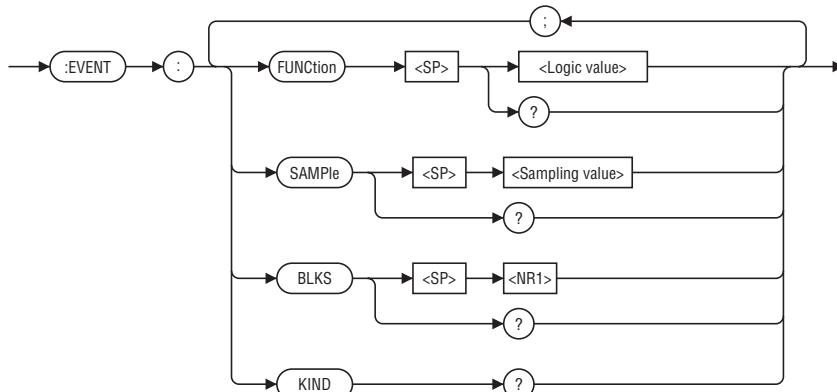 ;
:EVENT : FUNCtion <SP> <Logic value>
?
SAMPle <SP> <Sampling value>
?
BLKS <SP> <NR1>
?
KIND ?